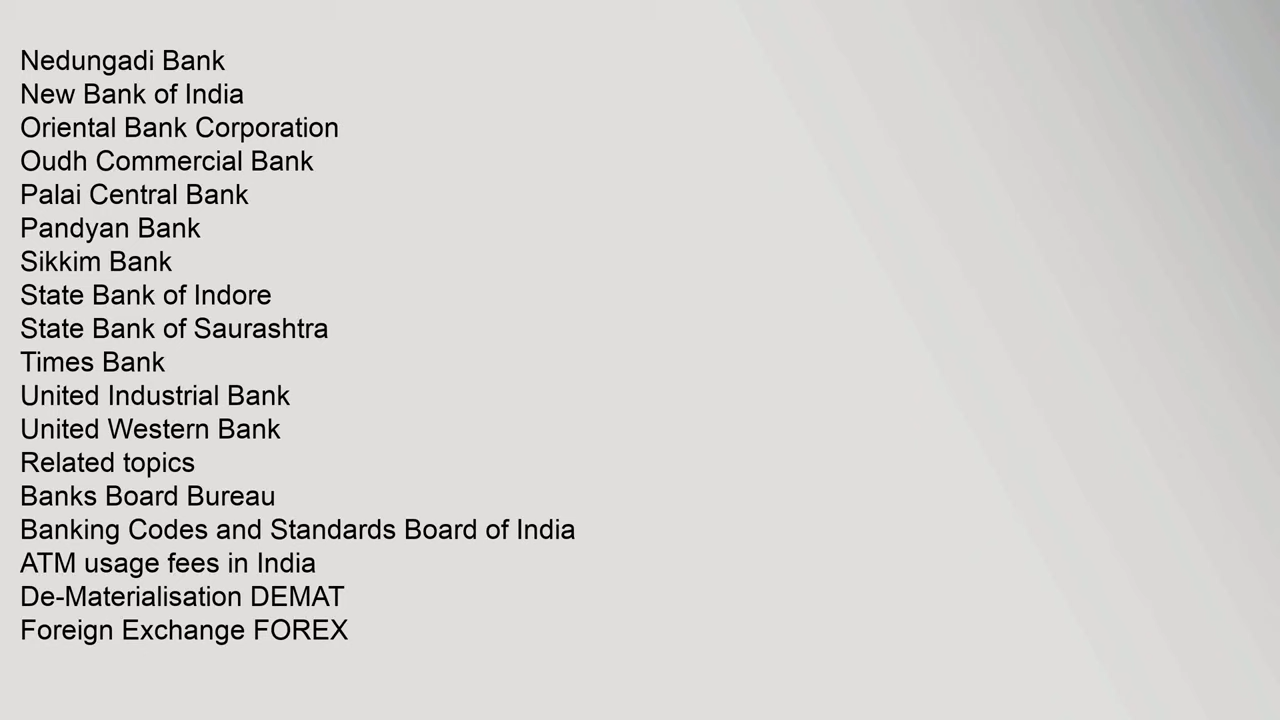 Nedungadi Bank
New Bank of India
Oriental Bank Corporation
Oudh Commercial Bank
Palai Central Bank
Pandyan Bank
Sikkim Bank
State Bank of Indore
State Bank of Saurashtra
Times Bank
United Industrial Bank
United Western Bank
Related topics
Banks Board Bureau
Banking Codes and Standards Board of India
ATM usage fees in India
De-Materialisation DEMAT
Foreign Exchange FOREX